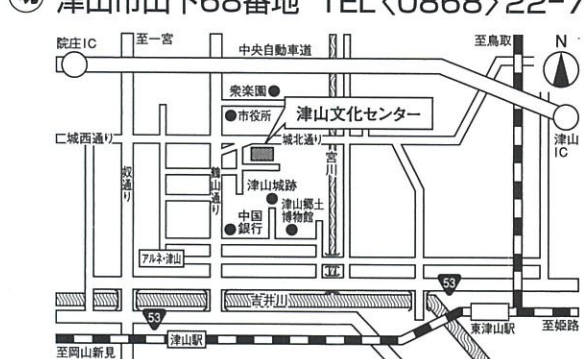 津山市山下68番地 TEL〈0868〉22-7
院庄IC
至一宮
中央自動車道
至鳥取
N
衆楽園
市役所
津山文化センター
津山IC
城西通り
城北通り
奴通り
鶴山通り
宮川
津山城跡
津山郷土博物館
中国銀行
アルネ・津山
53
吉井川
53
津山駅
東津山駅
至岡山新見
至姫路